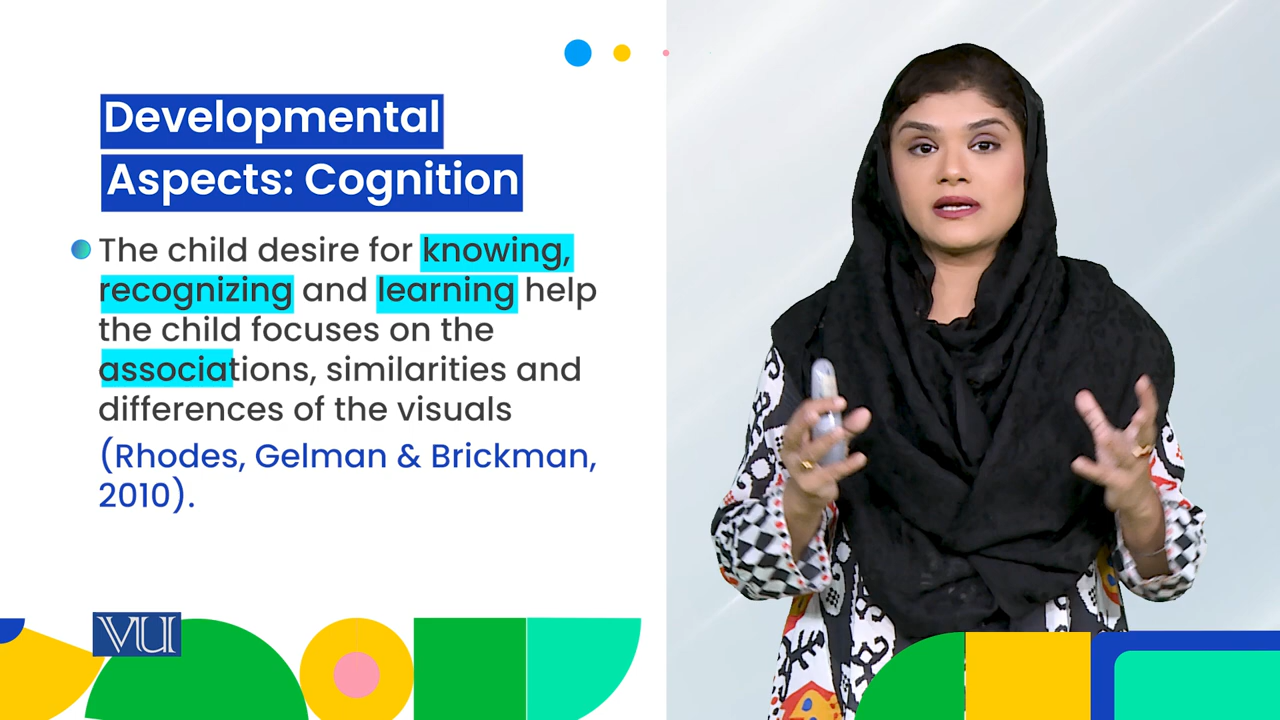 Developmental
Aspects: Cognition
The child desire for knowing,
recognizing and learning help
the child focuses on the
associations, similarities and
differences of the visuals
(Rhodes, Gelman & Brickman,
2010).
VU